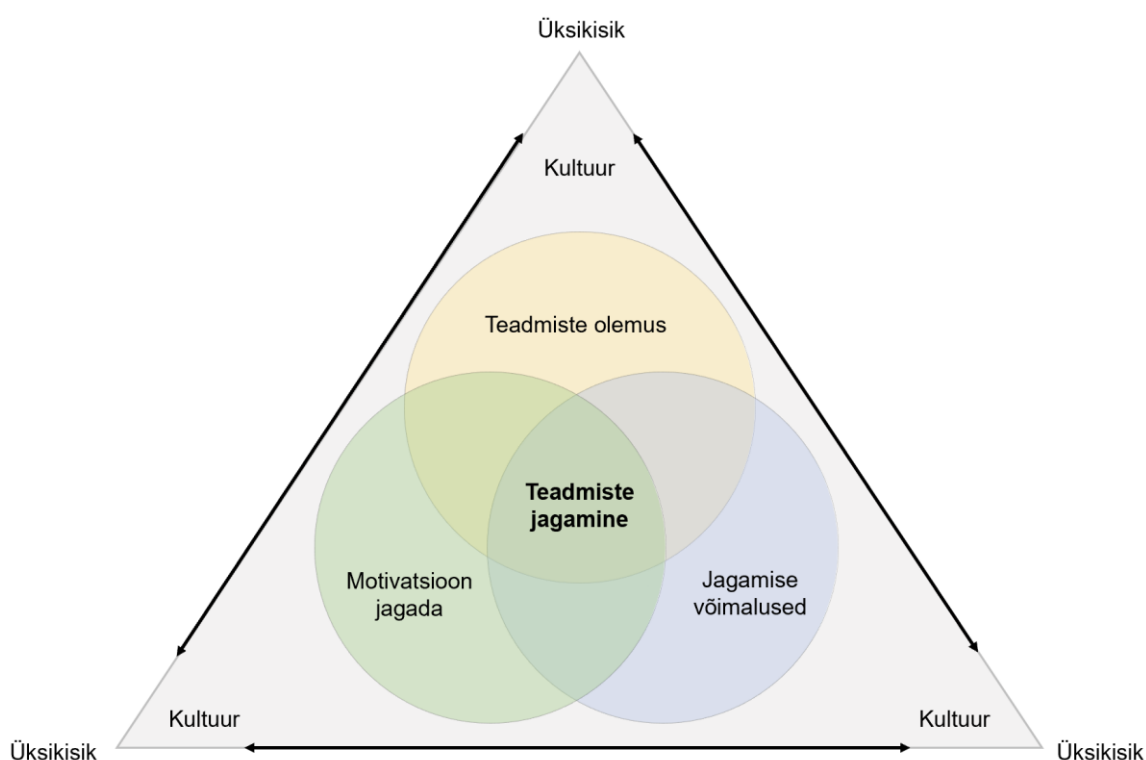 Üksikisik
Kultuur
Teadmiste olemus
Teadmiste
jagamine
Motivatsioon
jagada
Jagamise
võimalused
Kultuur
Kultuur
Üksikisik
Üksikisik